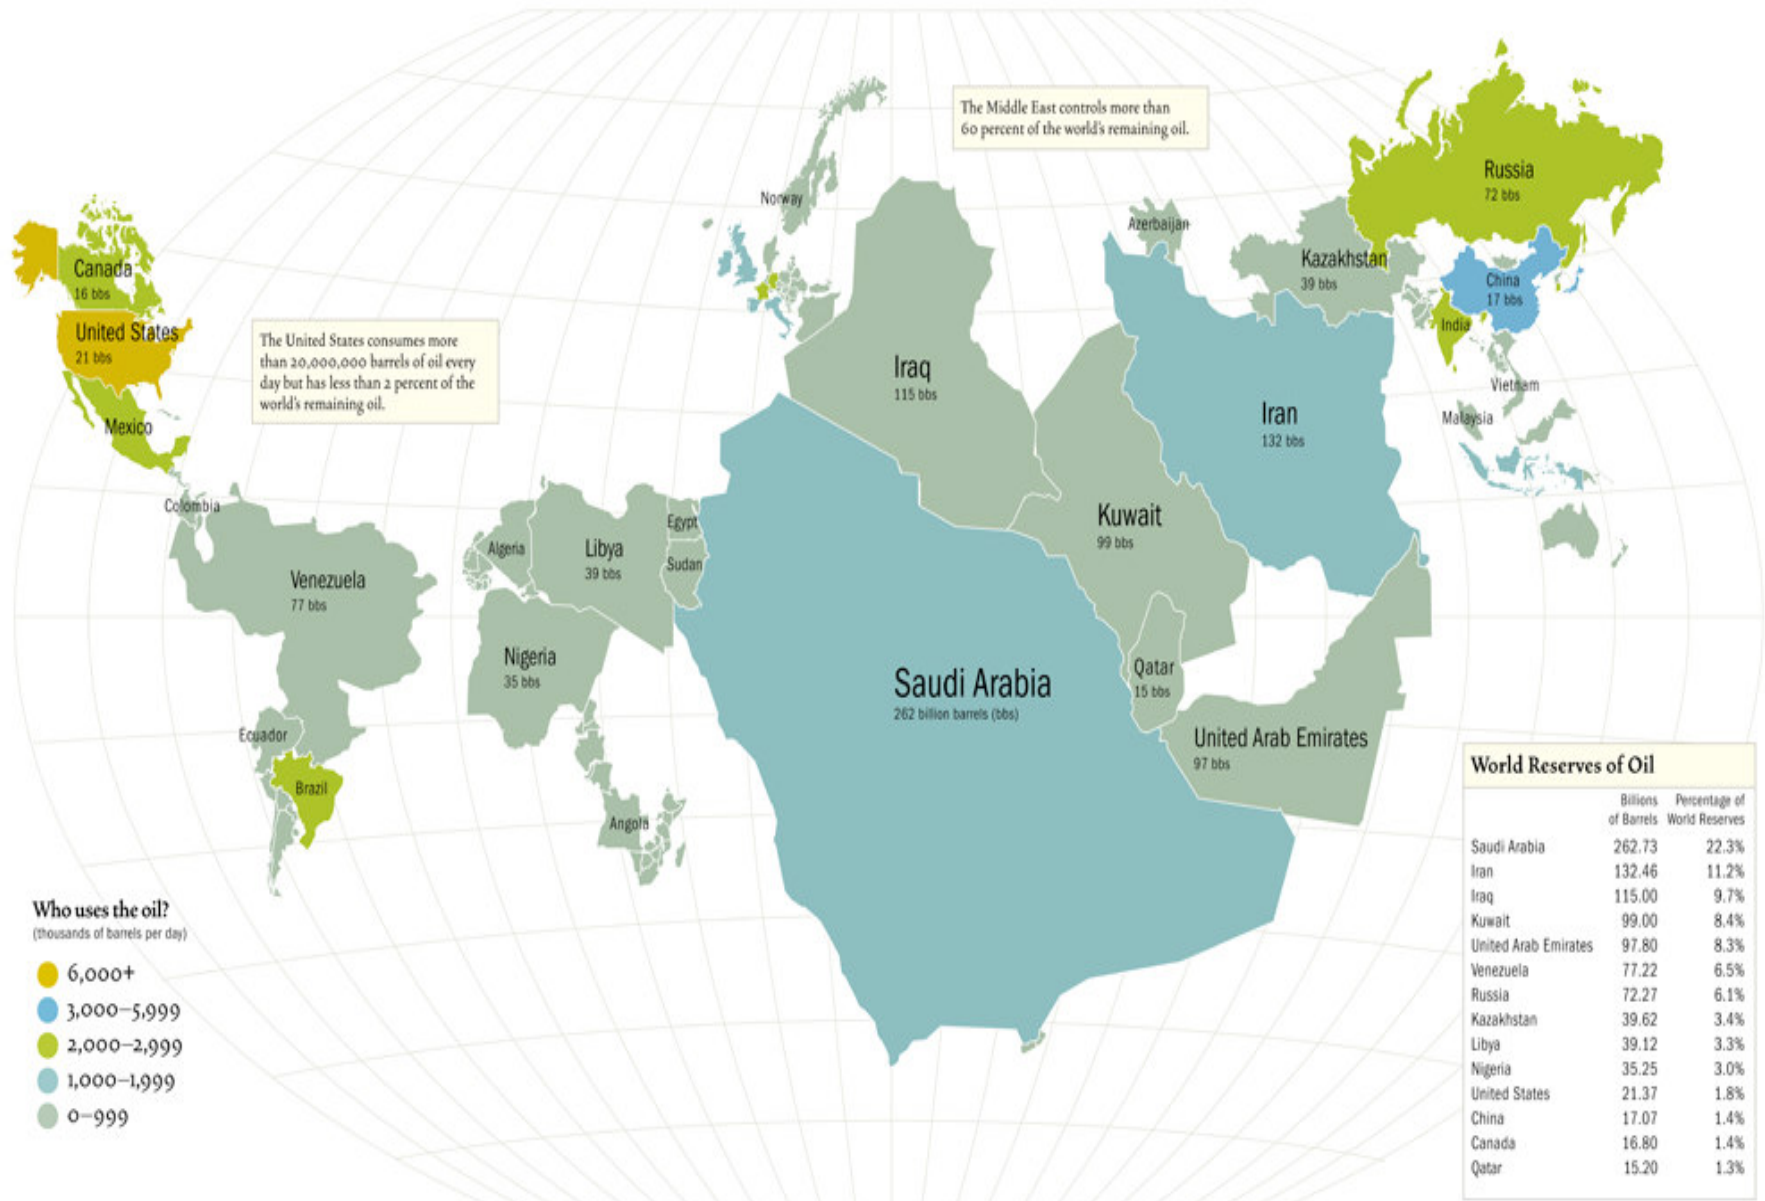 The Middle East controls more than
60 percent of the world's remaining oil.
Norway
Azerbaijan
Russia
72 bbs
Kazakhstan
39 bbs
China
17 bbs
India
Vietnam
Malaysia
Canada
16 bbs
United States
21 bbs
Mexico
The United States consumes more
than 20,000,000 barrels of oil every
day but has less than 2 percent of the
world's remaining oil.
Iraq
115 bbs
Iran
132 bbs
Kuwait
99 bbs
Colombia
Venezuela
77 bbs
Ecuador
Brazil
Algeria
Libya
39 bbs
Egypt
Sudan
Nigeria
35 bbs
Angola
Saudi Arabia
262 billion barrels (bbs)
Qatar
15 bbs
United Arab Emirates
97 bbs
Who uses the oil?
(thousands of barrels per day)
6,000+
3,000–5,999
2,000–2,999
1,000–1,999
0–999
World Reserves of Oil
Billions Percentage of
of Barrels World Reserves
Saudi Arabia 262.73 22.3%
Iran 132.46 11.2%
Iraq 115.00 9.7%
Kuwait 99.00 8.4%
United Arab Emirates 97.80 8.3%
Venezuela 77.22 6.5%
Russia 72.27 6.1%
Kazakhstan 39.62 3.4%
Libya 39.12 3.3%
Nigeria 35.25 3.0%
United States 21.37 1.8%
China 17.07 1.4%
Canada 16.80 1.4%
Qatar 15.20 1.3%